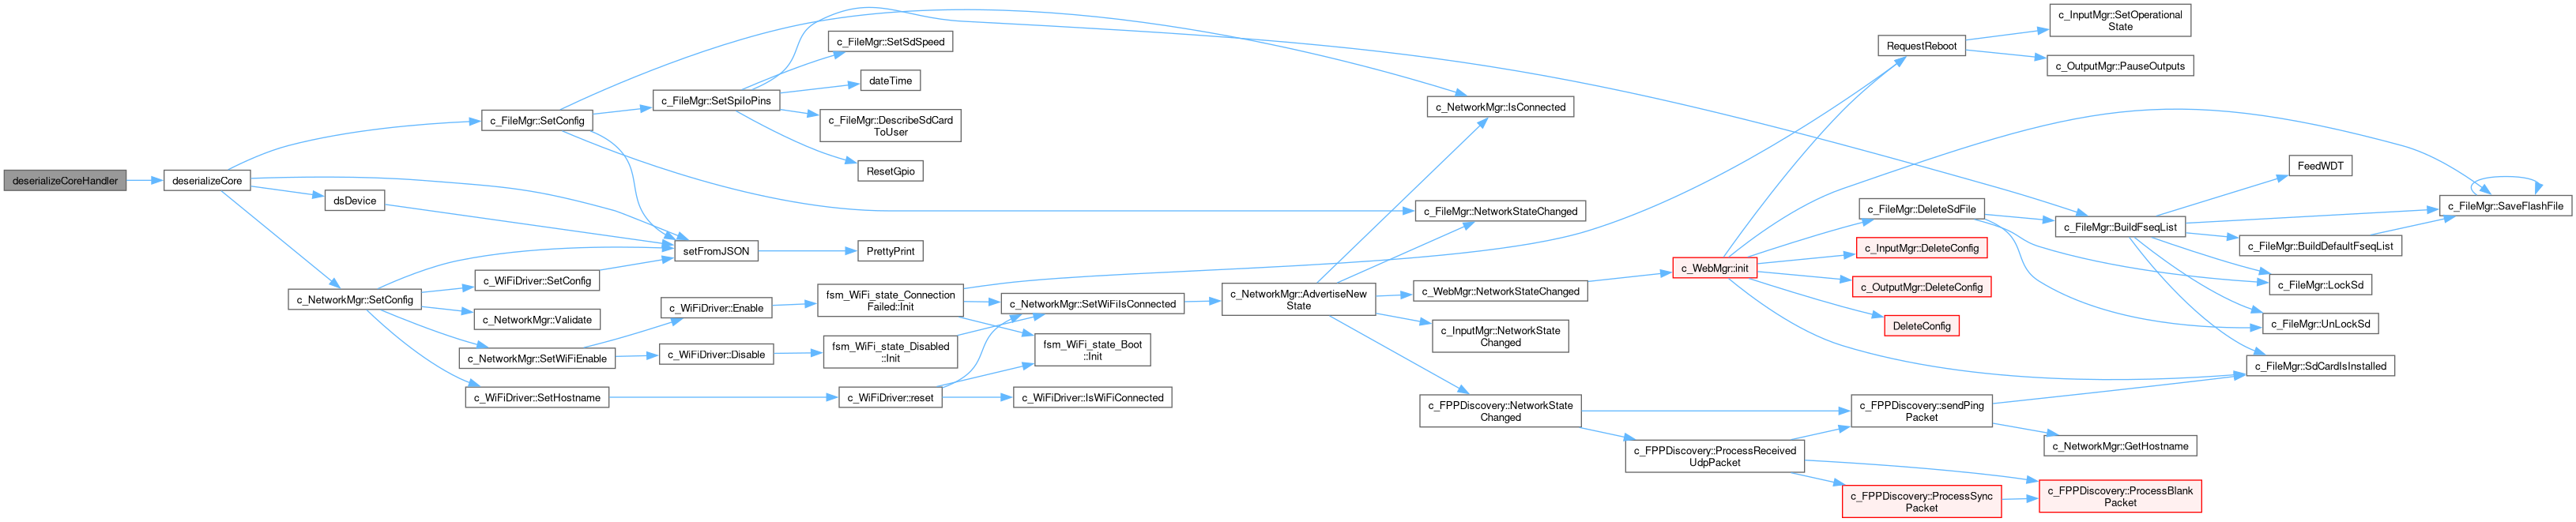 deserializeCoreHandler
deserializeCore
c_FileMgr::SetConfig
dsDevice
c_NetworkMgr::SetConfig
c_FileMgr::SetSpiIoPins
setFromJSON
c_WiFiDriver::SetConfig
c_NetworkMgr::Validate
c_NetworkMgr::SetWiFiEnable
c_WiFiDriver::SetHostname
c_FileMgr::SetSdSpeed
dateTime
c_FileMgr::DescribeSdCard
ToUser
ResetGpio
PrettyPrint
c_WiFiDriver::Enable
c_WiFiDriver::Disable
fsm_WiFi_state_Connection
Failed::Init
fsm_WiFi_state_Disabled
::Init
c_WiFiDriver::reset
c_NetworkMgr::SetWiFiIsConnected
fsm_WiFi_state_Boot
::Init
c_WiFiDriver::IsWiFiConnected
c_NetworkMgr::AdvertiseNew
State
c_NetworkMgr::IsConnected
c_FileMgr::NetworkStateChanged
c_WebMgr::NetworkStateChanged
c_InputMgr::NetworkState
Changed
c_FPPDiscovery::NetworkState
Changed
c_WebMgr::init
c_FPPDiscovery::ProcessReceived
UdpPacket
RequestReboot
c_FileMgr::DeleteSdFile
c_InputMgr::DeleteConfig
c_OutputMgr::DeleteConfig
DeleteConfig
c_FPPDiscovery::sendPing
Packet
c_FPPDiscovery::ProcessSync
Packet
c_InputMgr::SetOperational
State
c_OutputMgr::PauseOutputs
c_FileMgr::BuildFseqList
c_NetworkMgr::GetHostname
c_FPPDiscovery::ProcessBlank
Packet
FeedWDT
c_FileMgr::BuildDefaultFseqList
c_FileMgr::LockSd
c_FileMgr::UnLockSd
c_FileMgr::SdCardIsInstalled
c_FileMgr::SaveFlashFile